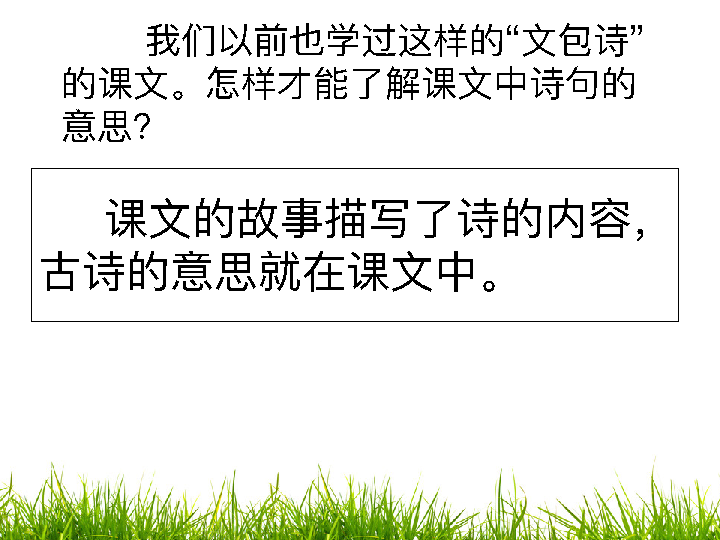 我们以前也学过这样的“文包诗”
的课文。怎样才能了解课文中诗句的
意思？
课文的故事描写了诗的内容，
古诗的意思就在课文中。